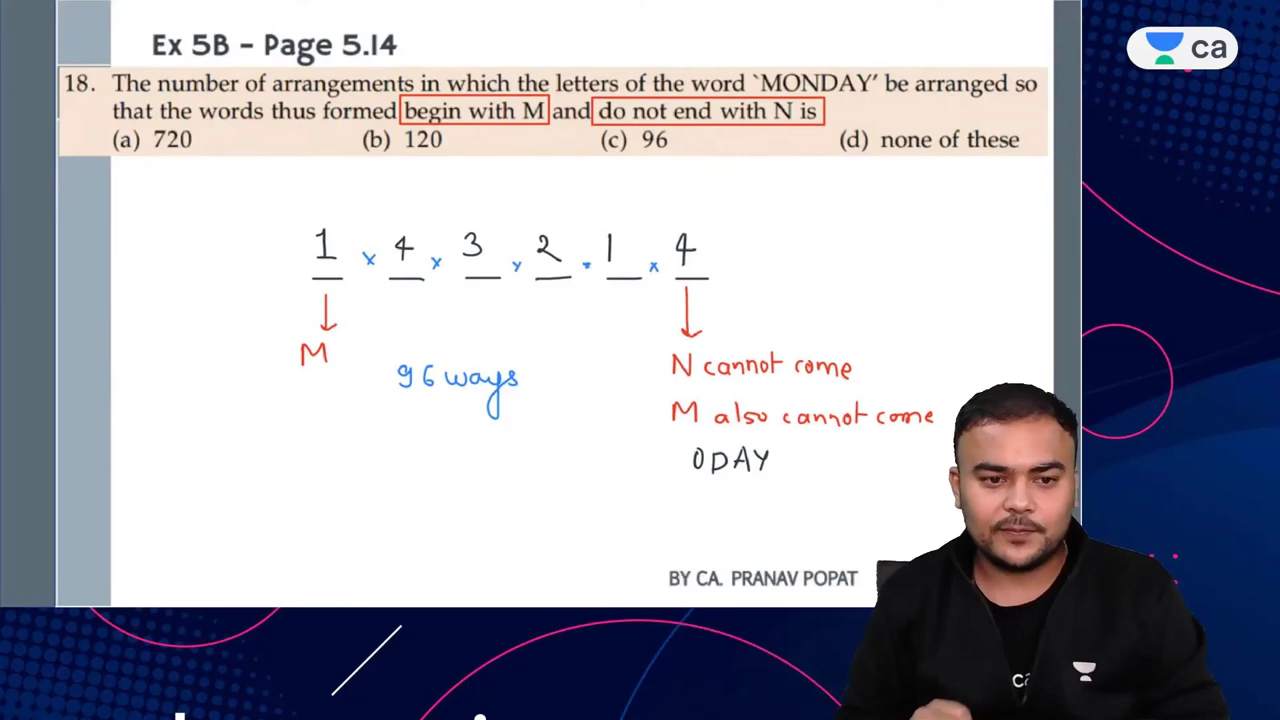 Ex 5B - Page 5.14
ca
18. The number of arrangements in which the letters of the word `MONDAY' be arranged so
that the words thus formed begin with M and do not end with N is
(a) 720 (b) 120 (c) 96 (d) none of these
1 × 4 × 3 × 2 · 1 × 4
M
N cannot come
96 ways
M also cannot come
ODAY
BY CA. PRANAV POPAT